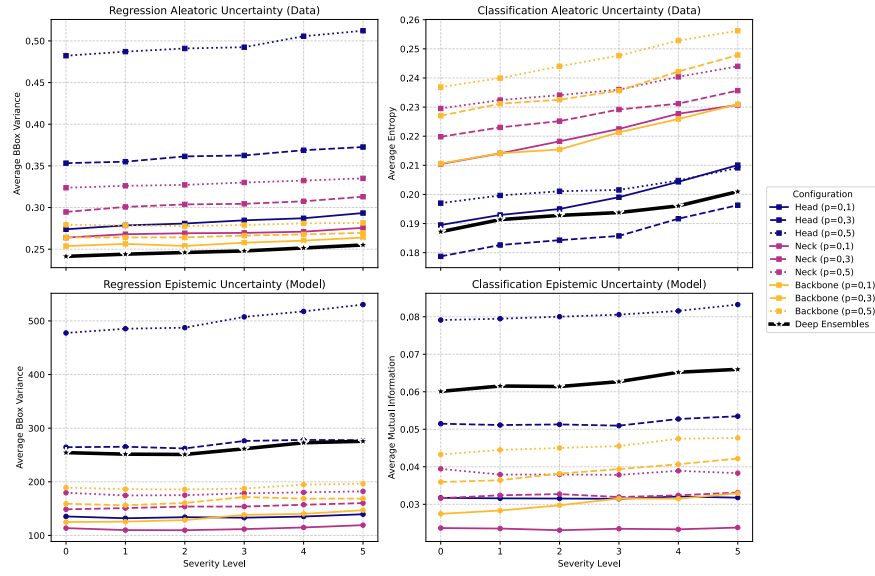 Regression Aleatoric Uncertainty (Data)
Average BBox Variance
0.50
0.45
0.40
0.35
0.30
0.25
Classification Aleatoric Uncertainty (Data)
Average Entropy
0.26
0.25
0.24
0.23
0.22
0.21
0.20
0.19
0.18
Regression Epistemic Uncertainty (Model)
Average BBox Variance
500
400
300
200
100
0 1 2 3 4 5
Severity Level
Classification Epistemic Uncertainty (Model)
Average Mutual Information
0.08
0.07
0.06
0.05
0.04
0.03
0 1 2 3 4 5
Severity Level
Configuration
Head (p=0,1)
Head (p=0,3)
Head (p=0,5)
Neck (p=0,1)
Neck (p=0,3)
Neck (p=0,5)
Backbone (p=0,1)
Backbone (p=0,3)
Backbone (p=0,5)
Deep Ensembles